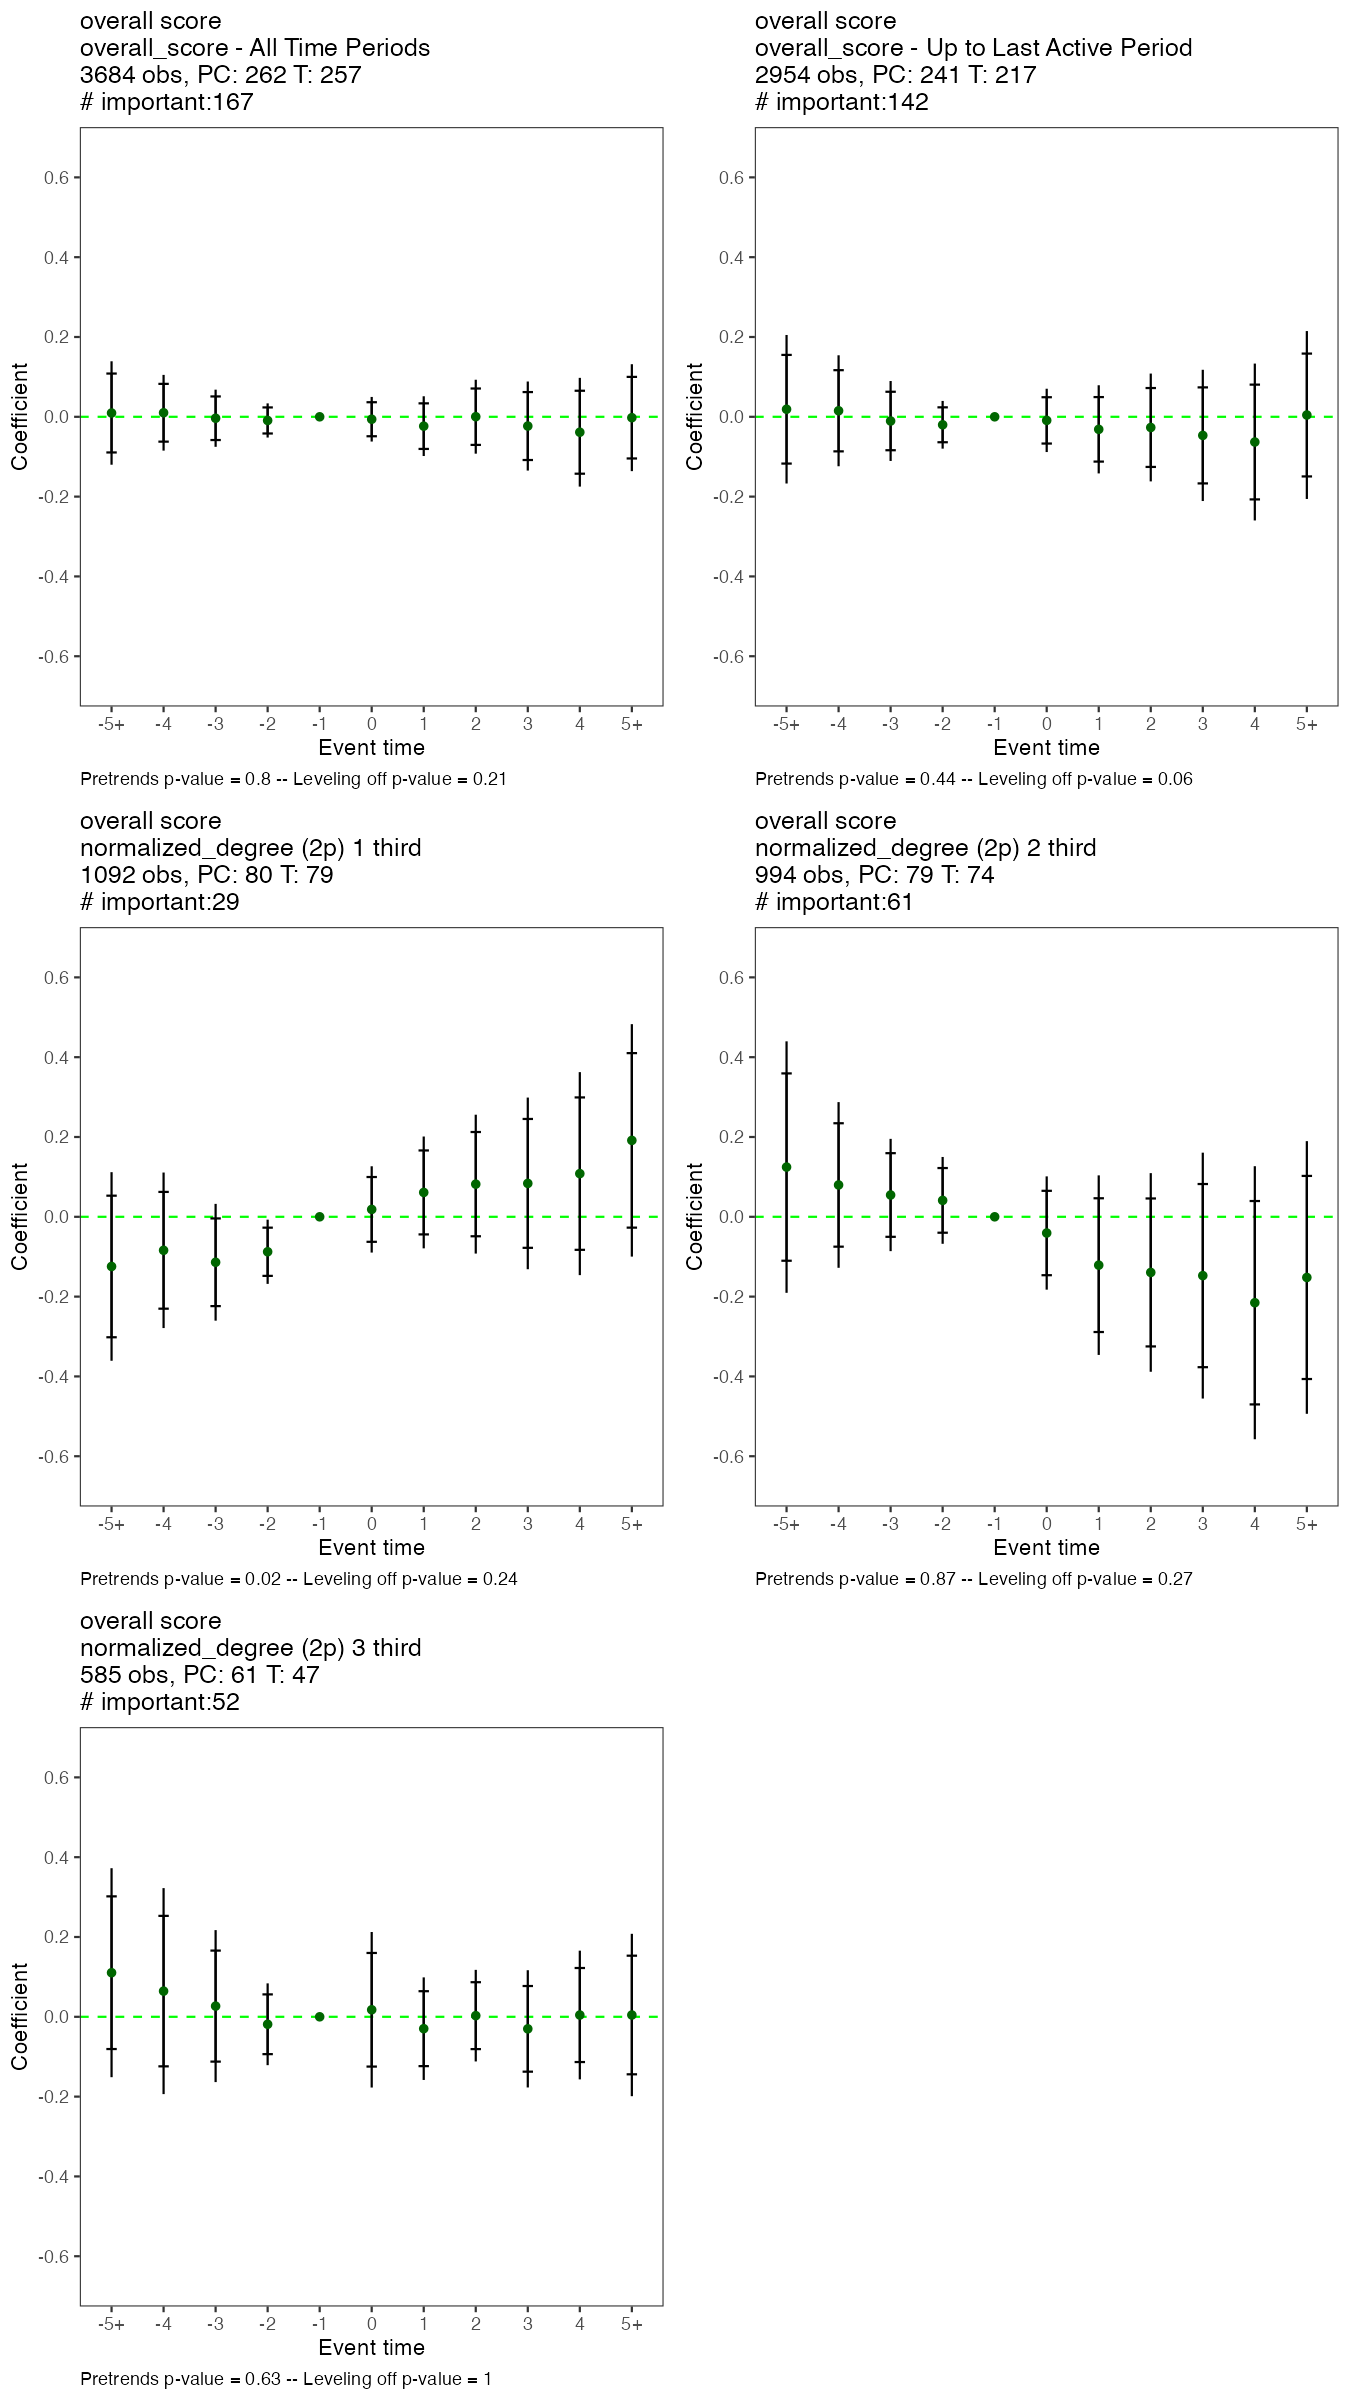 overall score
overall_score - All Time Periods
3684 obs, PC: 262 T: 257
# important:167
Coefficient
0.6
0.4
0.2
0.0
-0.2
-0.4
-0.6
-5+ -4 -3 -2 -1 0 1 2 3 4 5+
Event time
Pretrends p-value = 0.8 -- Leveling off p-value = 0.21
overall score
overall_score - Up to Last Active Period
2954 obs, PC: 241 T: 217
# important:142
Coefficient
0.6
0.4
0.2
0.0
-0.2
-0.4
-0.6
-5+ -4 -3 -2 -1 0 1 2 3 4 5+
Event time
Pretrends p-value = 0.44 -- Leveling off p-value = 0.06
overall score
normalized_degree (2p) 1 third
1092 obs, PC: 80 T: 79
# important:29
Coefficient
0.6
0.4
0.2
0.0
-0.2
-0.4
-0.6
-5+ -4 -3 -2 -1 0 1 2 3 4 5+
Event time
Pretrends p-value = 0.02 -- Leveling off p-value = 0.24
overall score
normalized_degree (2p) 2 third
994 obs, PC: 79 T: 74
# important:61
Coefficient
0.6
0.4
0.2
0.0
-0.2
-0.4
-0.6
-5+ -4 -3 -2 -1 0 1 2 3 4 5+
Event time
Pretrends p-value = 0.87 -- Leveling off p-value = 0.27
overall score
normalized_degree (2p) 3 third
585 obs, PC: 61 T: 47
# important:52
Coefficient
0.6
0.4
0.2
0.0
-0.2
-0.4
-0.6
-5+ -4 -3 -2 -1 0 1 2 3 4 5+
Event time
Pretrends p-value = 0.63 -- Leveling off p-value = 1